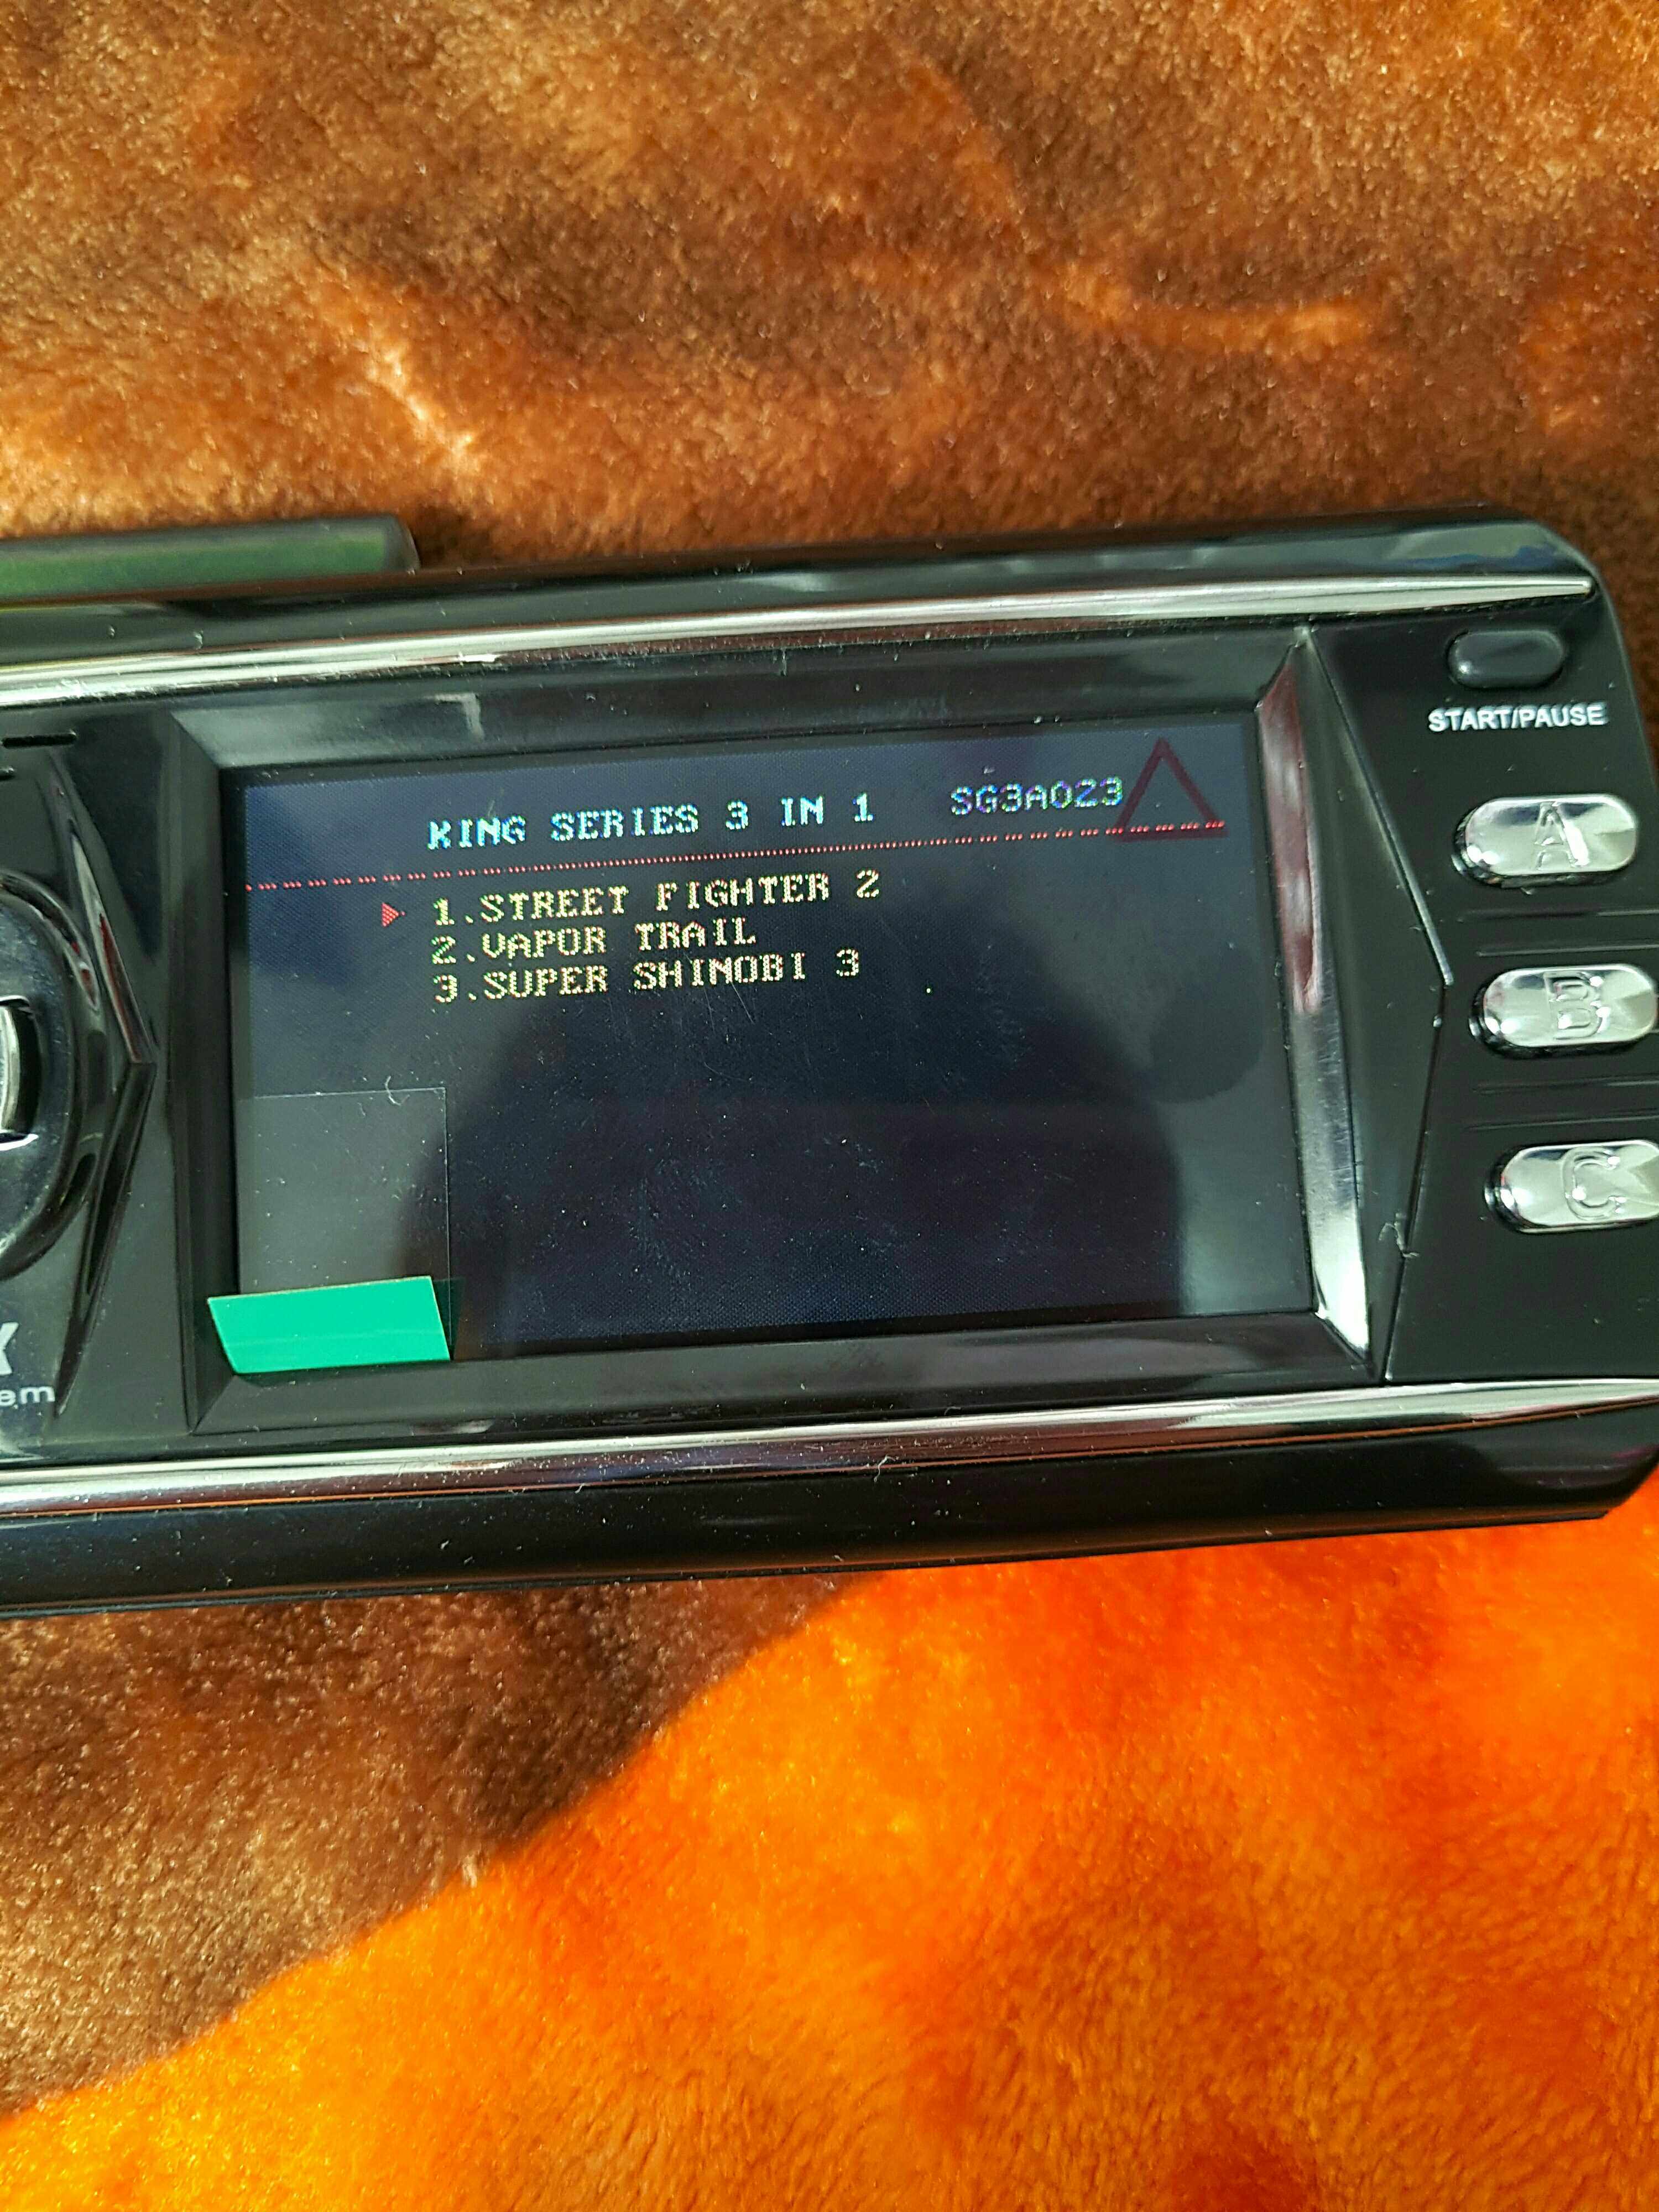 KING SERIES 3 IN 1 SG3A023
1.STREET FIGHTER 2
2.VAPOR TRAIL
3.SUPER SHINOBI 3
START/PAUSE
A
B
C